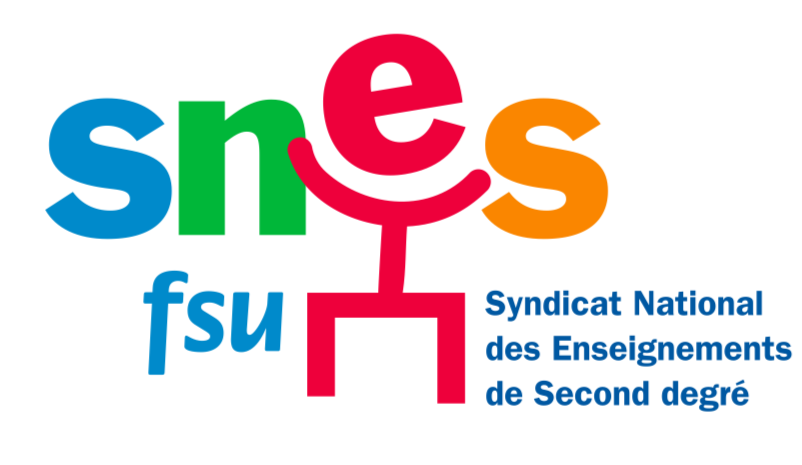 snes
fsu
Syndicat National
des Enseignements
de Second degré